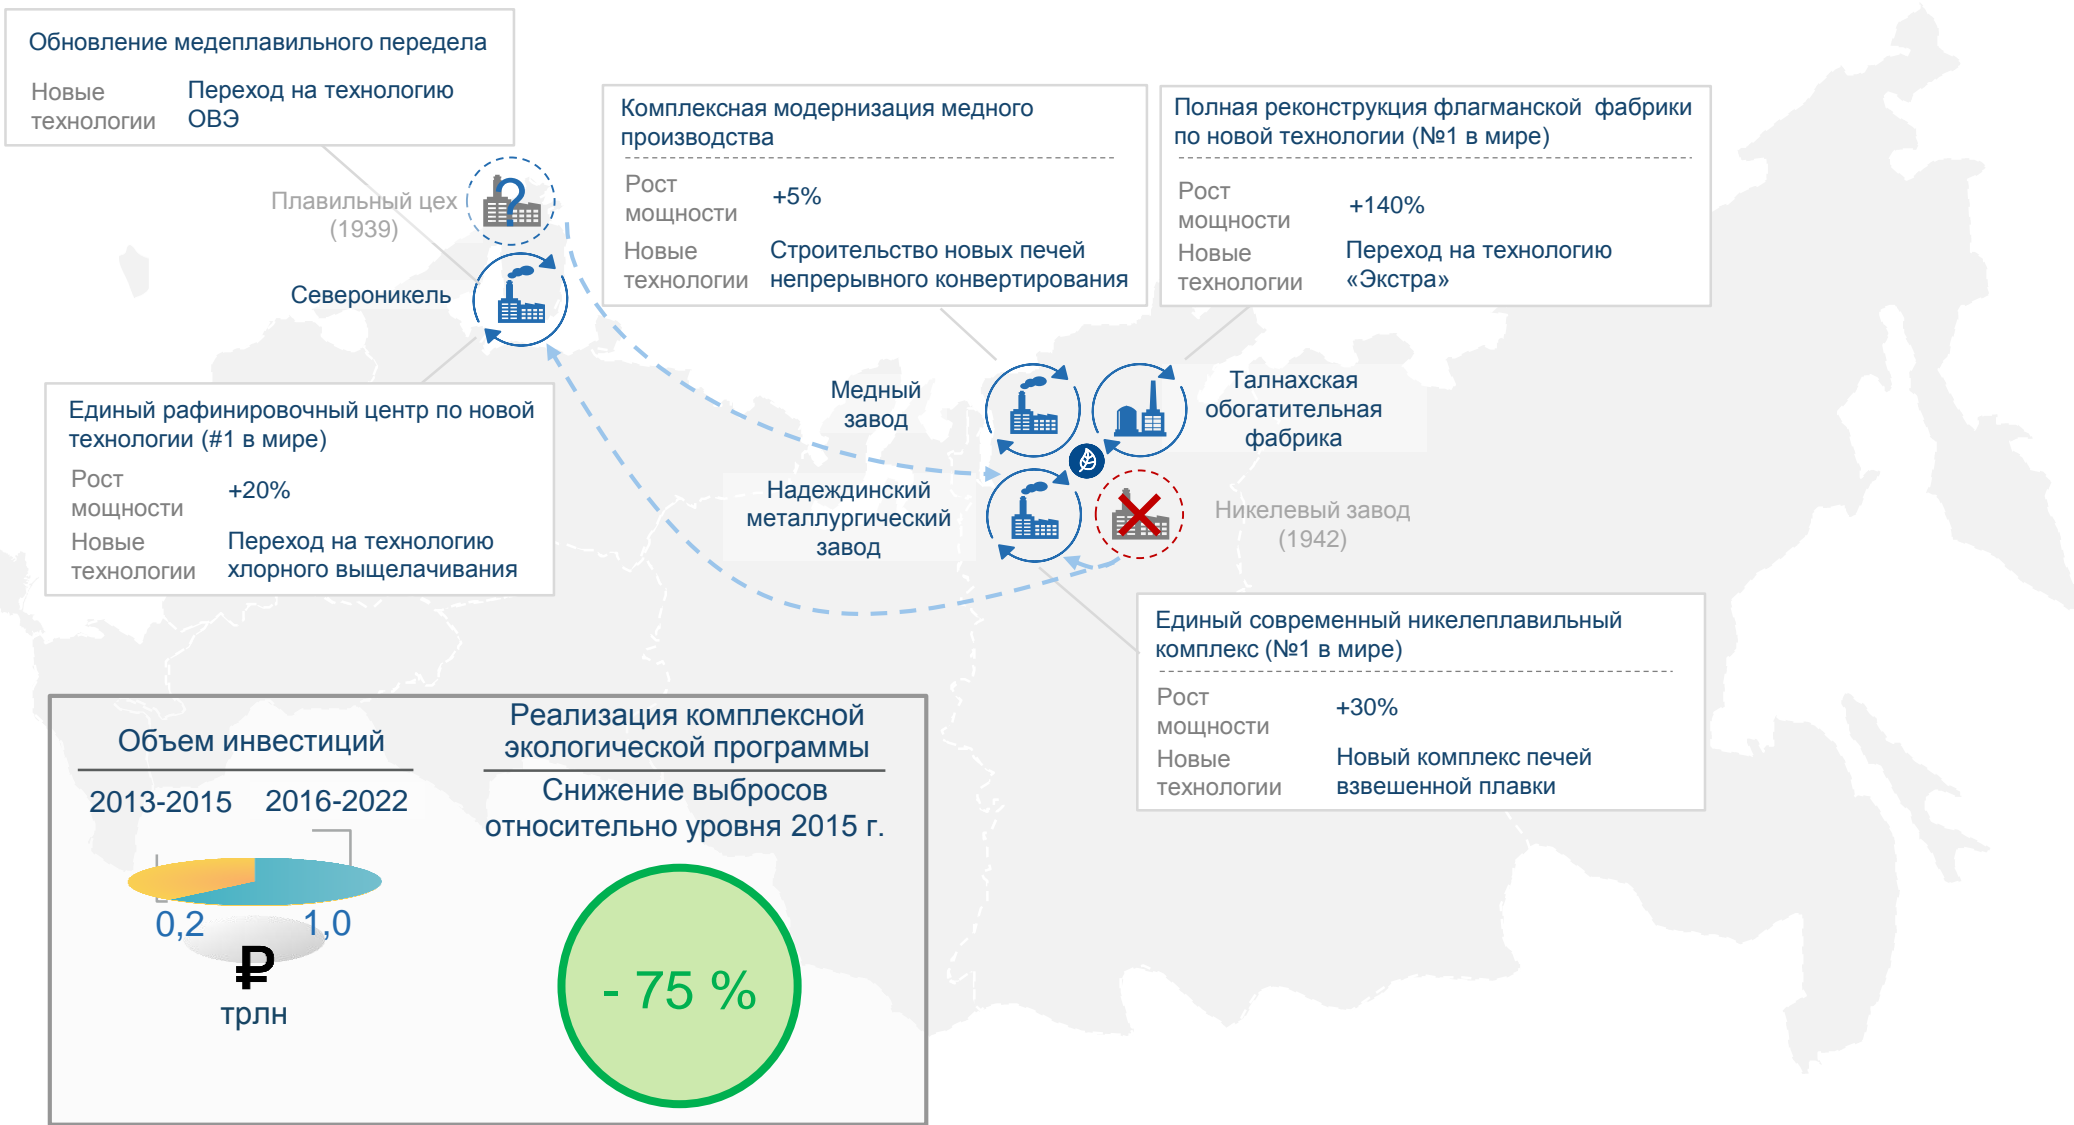 Обновление медеплавильного передела
Новые
технологии
Переход на технологию
ОВЭ
Плавильный цех
(1939)
?
Североникель
Комплексная модернизация медного
производства
Рост
мощности
+5%
Новые
технологии
Строительство новых печей
непрерывного конвертирования
Полная реконструкция флагманской фабрики
по новой технологии (№1 в мире)
Рост
мощности
+140%
Новые
технологии
Переход на технологию
«Экстра»
Единый рафинировочный центр по новой
технологии (#1 в мире)
Рост
мощности
+20%
Новые
технологии
Переход на технологию
хлорного выщелачивания
Медный
завод
Талнахская
обогатительная
фабрика
Надеждинский
металлургический
завод
Никелевый завод
(1942)
Единый современный никелеплавильный
комплекс (№1 в мире)
Рост
мощности
+30%
Новые
технологии
Новый комплекс печей
взвешенной плавки
Объем инвестиций
2013-2015
2016-2022
0,2
1,0
₽
трлн
Реализация комплексной
экологической программы
Снижение выбросов
относительно уровня 2015 г.
- 75 %